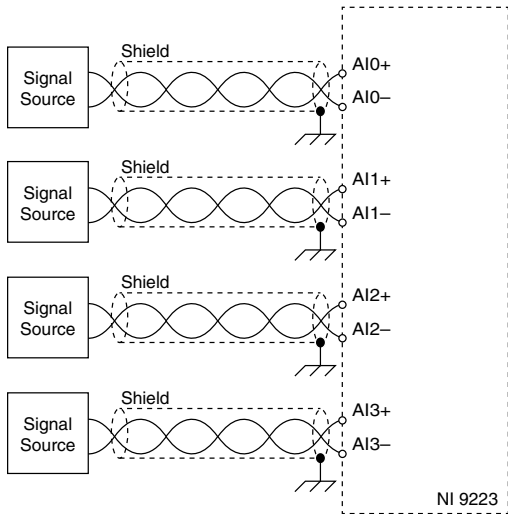 Shield
Signal
Source
AI0+
AI0–
Shield
Signal
Source
AI1+
AI1–
Shield
Signal
Source
AI2+
AI2–
Shield
Signal
Source
AI3+
AI3–
NI 9223